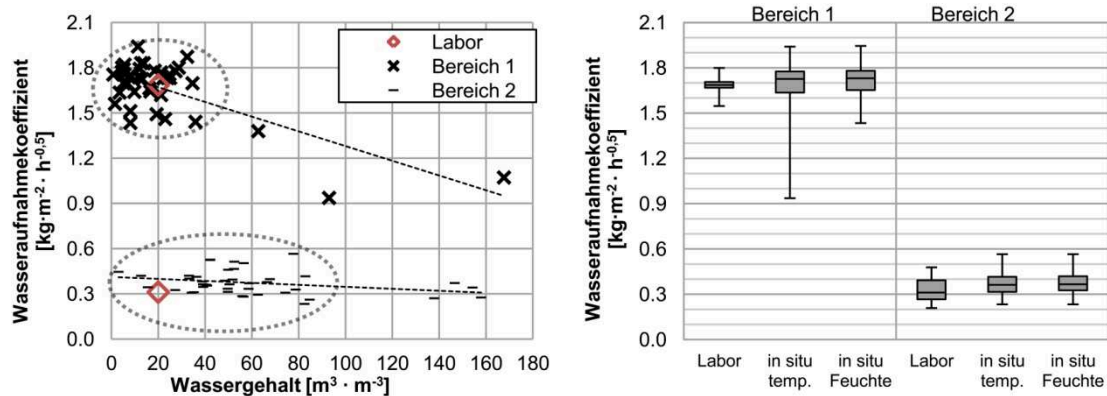 Wasseraufnahmekoeffizient
[kg·m⁻² · h⁻⁰,⁵]
2.1
1.8
1.5
1.2
0.9
0.6
0.3
0.0
Labor
Bereich 1
Bereich 2
0 20 40 60 80 100 120 140 160 180
Wassergehalt [m³ · m⁻³]
Wasseraufnahmekoeffizient
[kg·m⁻² · h⁻⁰,⁵]
Bereich 1 Bereich 2
2.1
1.8
1.5
1.2
0.9
0.6
0.3
0.0
Labor in situ in situ Labor in situ in situ
temp. Feuchte temp. Feuchte